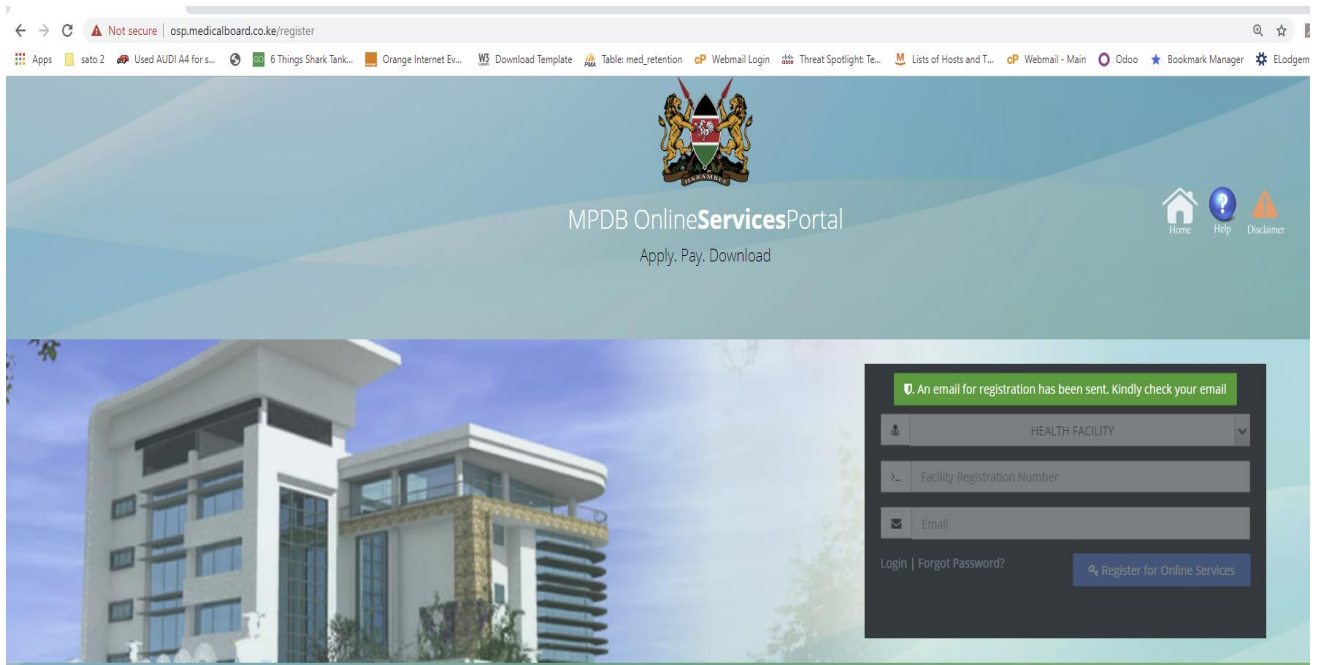 Not secure | osp.medicalboard.co.ke/register
Apps sato 2 Used AUDI A4 for s... 6 Things Shark Tank... Orange Internet Ev... W3 Download Template Table: med_retention cP Webmail Login Threat Spotlight: Te... Lists of Hosts and T... cP Webmail - Main Odoo Bookmark Manager ELodgem
HARAMBEE
MPDB OnlineServicesPortal
Apply. Pay. Download
Home Help Disclaimer
. An email for registration has been sent. Kindly check your email
HEALTH FACILITY
Facility Registration Number
Email
Login | Forgot Password?
Register for Online Services